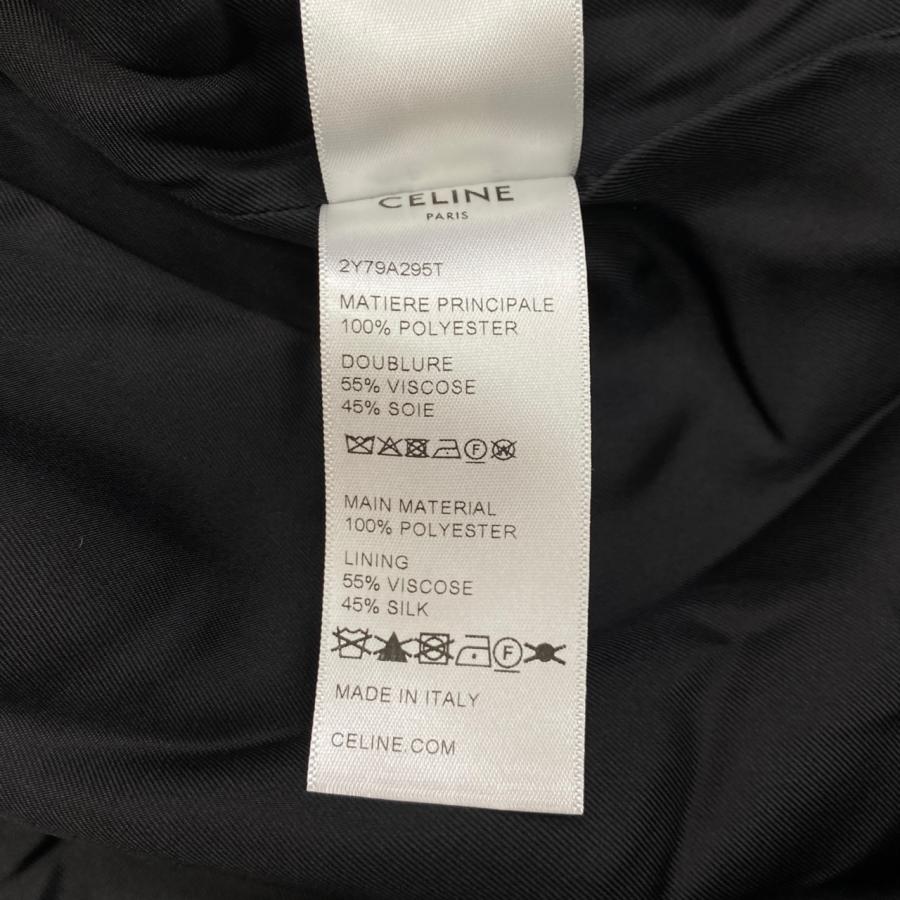 CELINE
PARIS
2Y79A295T
MATIERE PRINCIPALE
100% POLYESTER
DOUBLURE
55% VISCOSE
45% SOIE
F W
MAIN MATERIAL
100% POLYESTER
LINING
55% VISCOSE
45% SILK
F
MADE IN ITALY
CELINE.COM